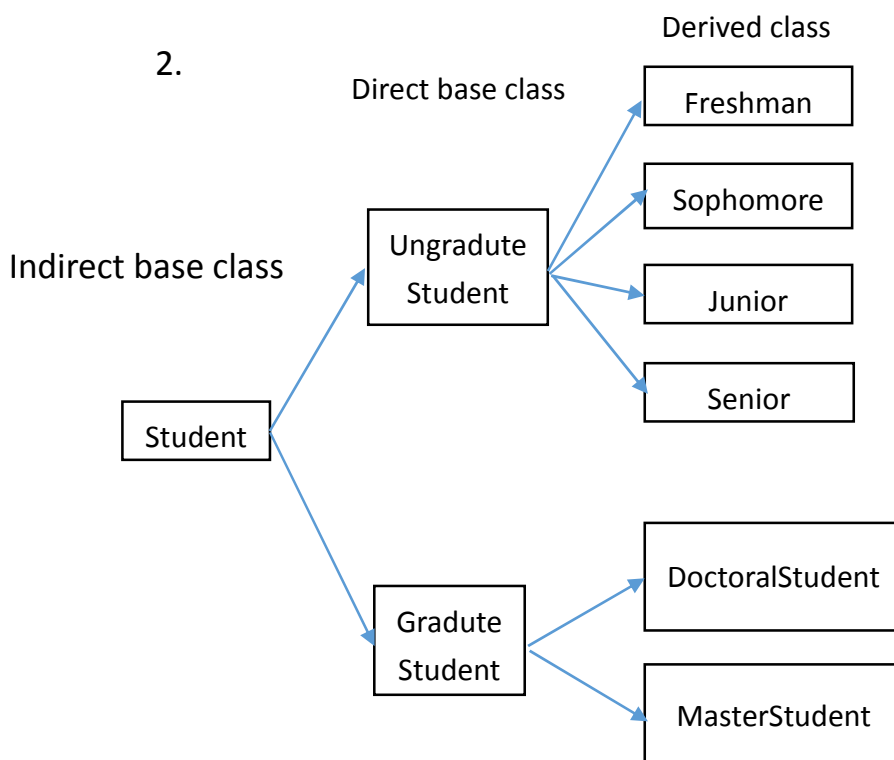 Derived class
2.
Direct base class
Freshman
Sophomore
Ungradute
Student
Indirect base class
Junior
Senior
Student
DoctoralStudent
Gradute
Student
MasterStudent